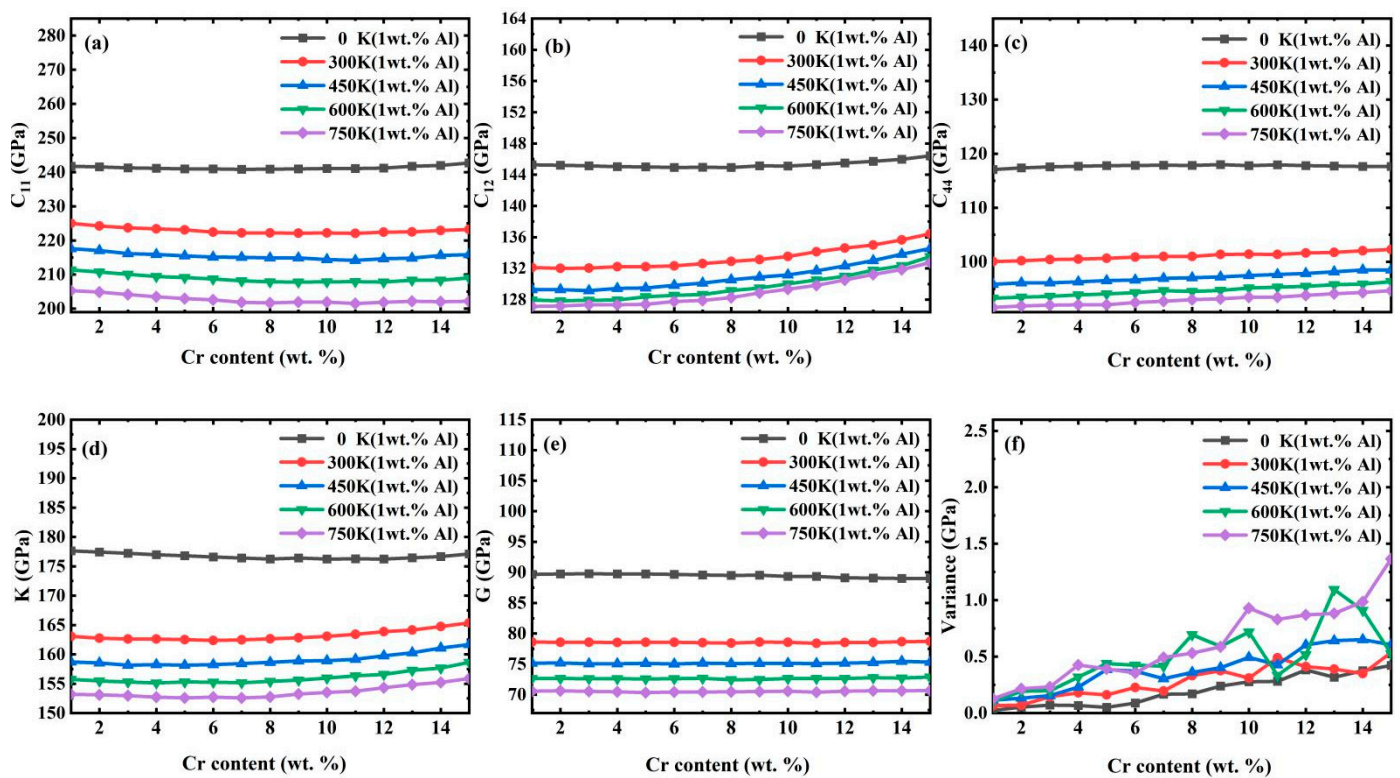 (a)
0 K(1wt.% Al)
300K(1wt.% Al)
450K(1wt.% Al)
600K(1wt.% Al)
750K(1wt.% Al)
280
270
260
250
240
230
220
210
200
C11 (GPa)
2 4 6 8 10 12 14
Cr content (wt. %)
(b)
0 K(1wt.% Al)
300K(1wt.% Al)
450K(1wt.% Al)
600K(1wt.% Al)
750K(1wt.% Al)
164
160
156
152
148
144
136
132
128
C12 (GPa)
2 4 6 8 10 12 14
Cr content (wt. %)
(c)
0 K(1wt.% Al)
300K(1wt.% Al)
450K(1wt.% Al)
600K(1wt.% Al)
750K(1wt.% Al)
140
133
126
117
108
100
C44 (GPa)
2 4 6 8 10 12 14
Cr content (wt. %)
(d)
0 K(1wt.% Al)
300K(1wt.% Al)
450K(1wt.% Al)
600K(1wt.% Al)
750K(1wt.% Al)
200
195
190
185
180
175
170
165
160
155
150
K (GPa)
2 4 6 8 10 12 14
Cr content (wt. %)
(e)
0 K(1wt.% Al)
300K(1wt.% Al)
450K(1wt.% Al)
600K(1wt.% Al)
750K(1wt.% Al)
115
110
105
100
95
90
85
80
75
70
G (GPa)
2 4 6 8 10 12 14
Cr content (wt. %)
(f)
0 K(1wt.% Al)
300K(1wt.% Al)
450K(1wt.% Al)
600K(1wt.% Al)
750K(1wt.% Al)
2.5
2.0
1.5
1.0
0.5
0.0
Variance (GPa)
2 4 6 8 10 12 14
Cr content (wt. %)